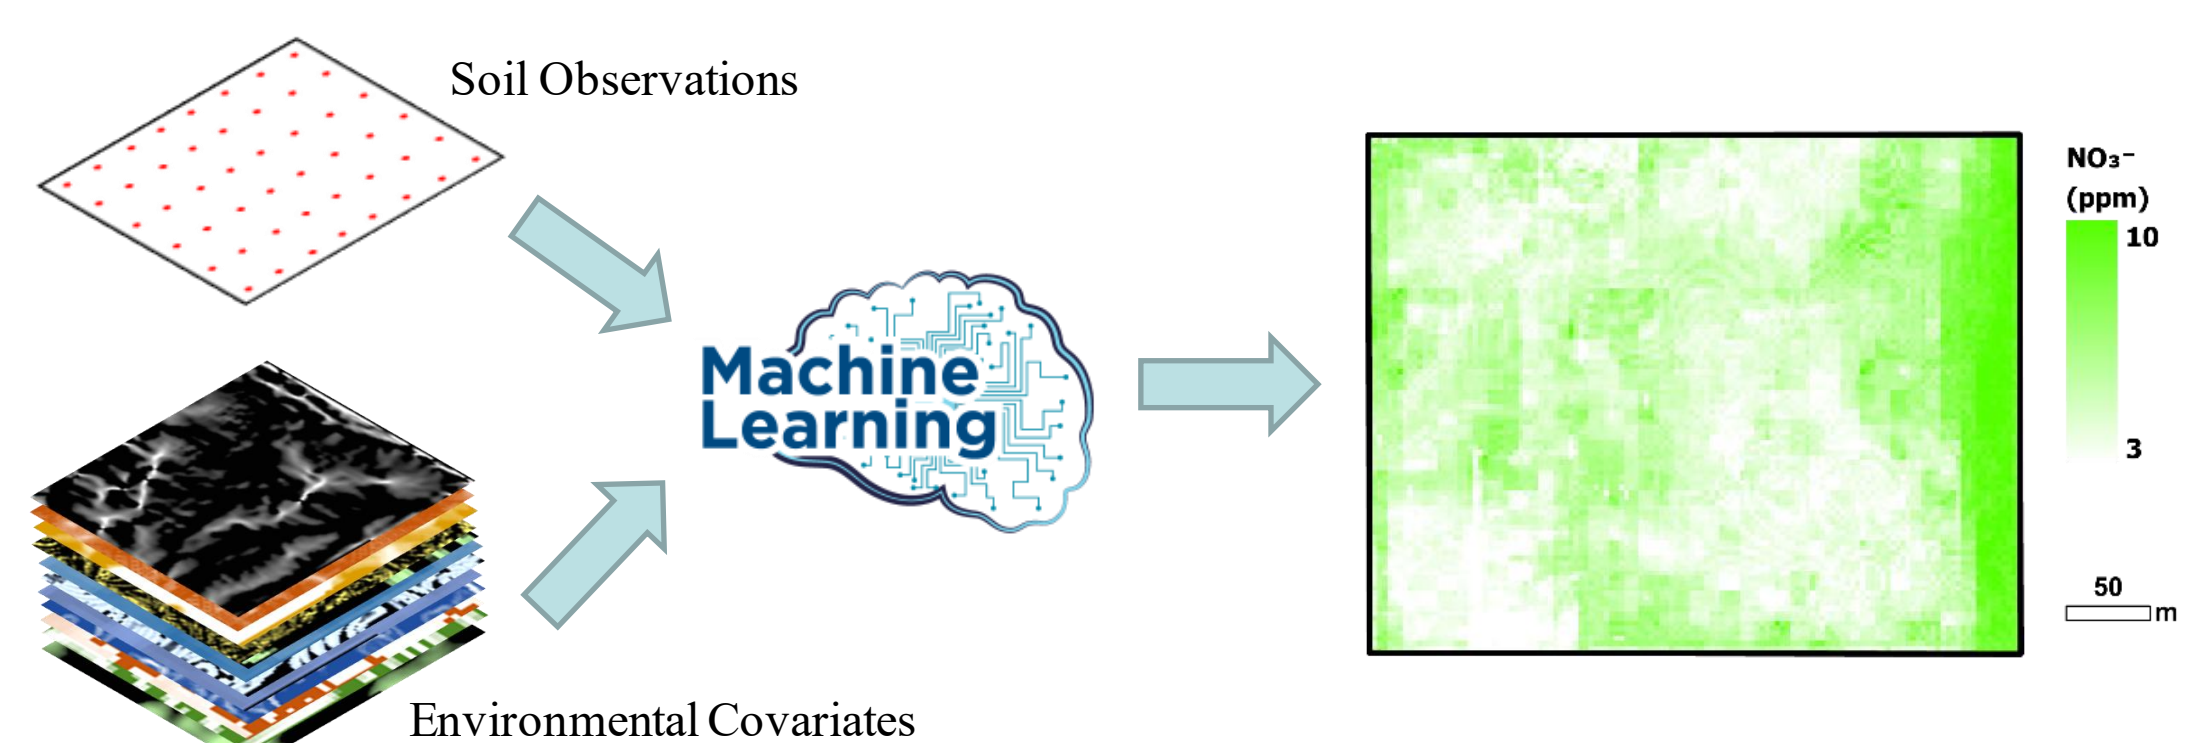 Soil Observations
Machine
Learning
Environmental Covariates
NO₃⁻
(ppm)
10
3
50
m